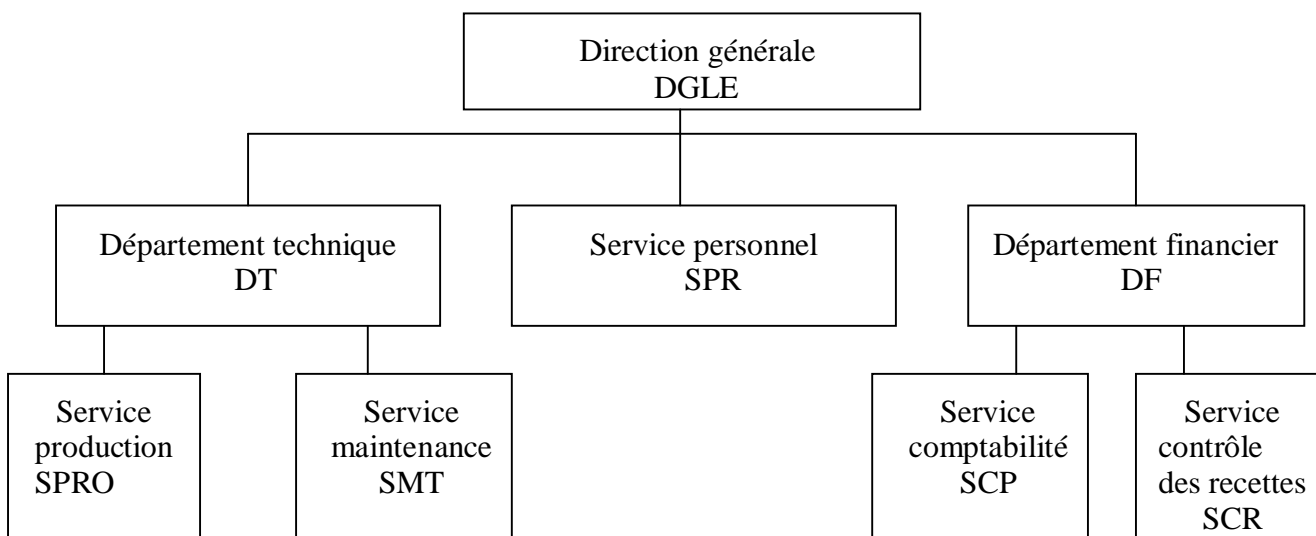 Direction générale
DGLE
Département technique
DT
Service personnel
SPR
Département financier
DF
Service
production
SPRO
Service
maintenance
SMT
Service
comptabilité
SCP
Service
contrôle
des recettes
SCR